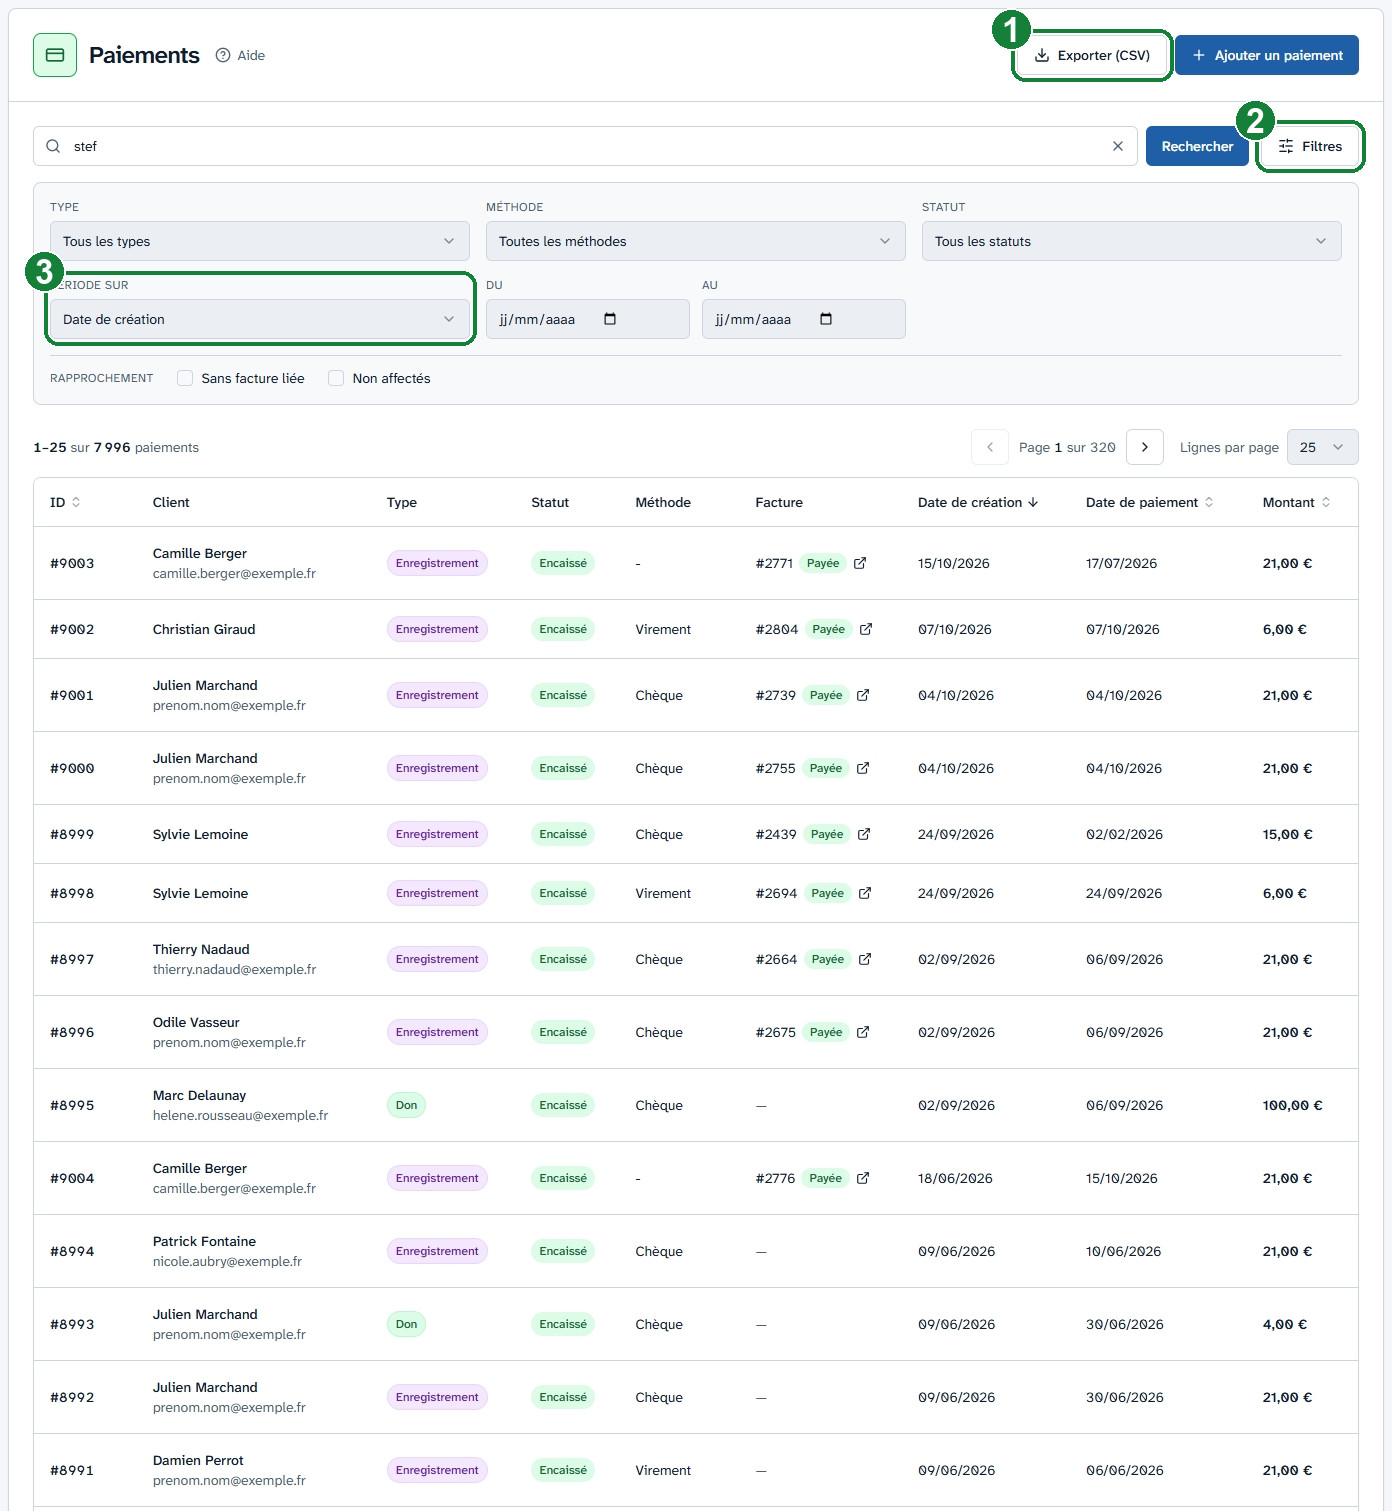 1
Paiements Aide Exporter (CSV) Ajouter un paiement
2
stef Rechercher Filtres
TYPE MÉTHODE STATUT
Tous les types Toutes les méthodes Tous les statuts
3
ÉRIODE SUR DU AU
Date de création jj/mm/aaaa jj/mm/aaaa
RAPPROCHEMENT Sans facture liée Non affectés
1–25 sur 7 996 paiements Page 1 sur 320 Lignes par page 25
ID Client Type Statut Méthode Facture Date de création Date de paiement Montant
#9003 Camille Berger Enregistrement Encaissé - #2771 Payée 15/10/2026 17/07/2026 21,00 €
camille.berger@exemple.fr
#9002 Christian Giraud Enregistrement Encaissé Virement #2804 Payée 07/10/2026 07/10/2026 6,00 €
#9001 Julien Marchand Enregistrement Encaissé Chèque #2739 Payée 04/10/2026 04/10/2026 21,00 €
prenom.nom@exemple.fr
#9000 Julien Marchand Enregistrement Encaissé Chèque #2755 Payée 04/10/2026 04/10/2026 21,00 €
prenom.nom@exemple.fr
#8999 Sylvie Lemoine Enregistrement Encaissé Chèque #2439 Payée 24/09/2026 02/02/2026 15,00 €
#8998 Sylvie Lemoine Enregistrement Encaissé Virement #2694 Payée 24/09/2026 24/09/2026 6,00 €
#8997 Thierry Nadaud Enregistrement Encaissé Chèque #2664 Payée 02/09/2026 06/09/2026 21,00 €
thierry.nadaud@exemple.fr
#8996 Odile Vasseur Enregistrement Encaissé Chèque #2675 Payée 02/09/2026 06/09/2026 21,00 €
prenom.nom@exemple.fr
#8995 Marc Delaunay Don Encaissé Chèque — 02/09/2026 06/09/2026 100,00 €
helene.rousseau@exemple.fr
#9004 Camille Berger Enregistrement Encaissé - #2776 Payée 18/06/2026 15/10/2026 21,00 €
camille.berger@exemple.fr
#8994 Patrick Fontaine Enregistrement Encaissé Chèque — 09/06/2026 10/06/2026 21,00 €
nicole.aubry@exemple.fr
#8993 Julien Marchand Don Encaissé Chèque — 09/06/2026 30/06/2026 4,00 €
prenom.nom@exemple.fr
#8992 Julien Marchand Enregistrement Encaissé Chèque — 09/06/2026 30/06/2026 21,00 €
prenom.nom@exemple.fr
#8991 Damien Perrot Enregistrement Encaissé Virement — 09/06/2026 06/06/2026 21,00 €
prenom.nom@exemple.fr